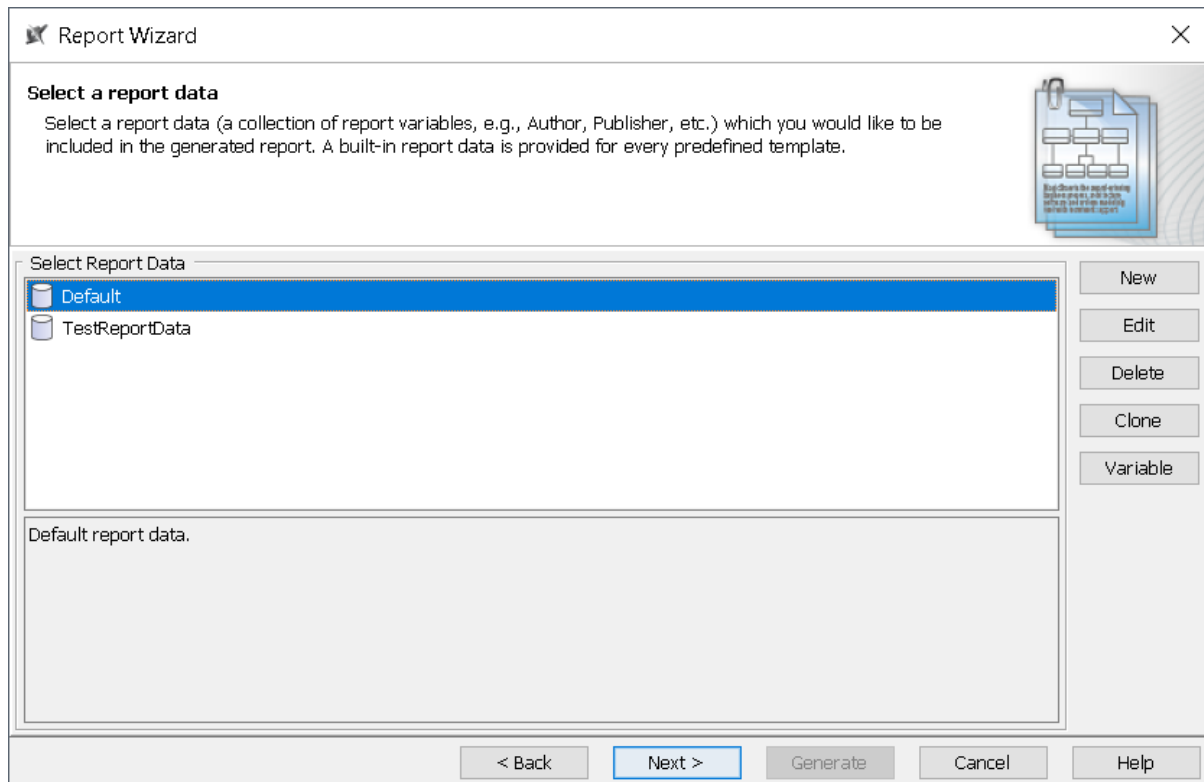 Report Wizard
Select a report data
Select a report data (a collection of report variables, e.g., Author, Publisher, etc.) which you would like to be
included in the generated report. A built-in report data is provided for every predefined template.
Select Report Data
Default
TestReportData
New
Edit
Delete
Clone
Variable
Default report data.
< Back
Next >
Generate
Cancel
Help